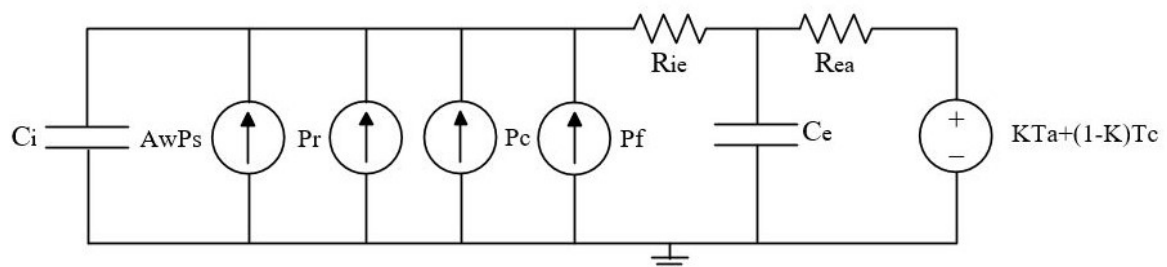 Rie
Rea
Ci
AwPs
Pr
Pc
Pf
Ce
+
−
KTa+(1-K)Tc